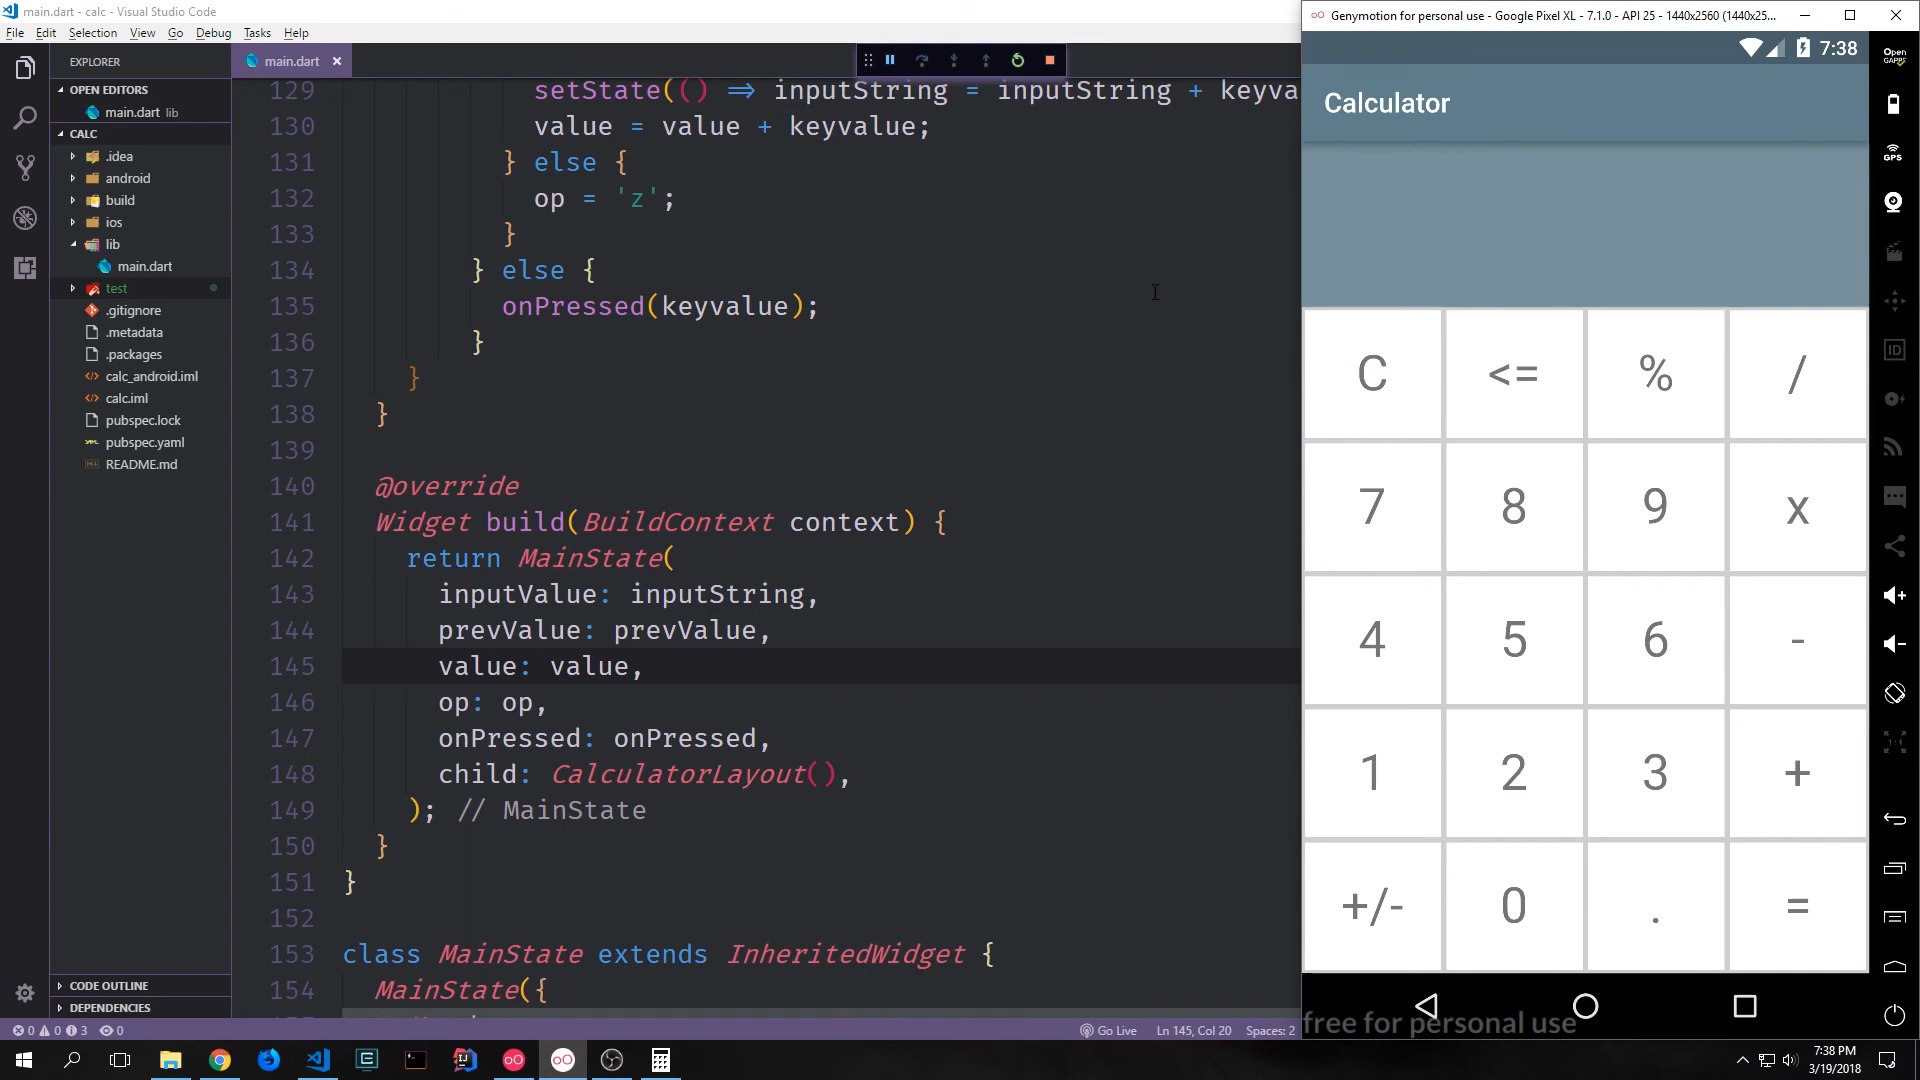 main.dart - calc - Visual Studio Code
File Edit Selection View Go Debug Tasks Help
EXPLORER
OPEN EDITORS
main.dart lib
CALC
.idea
android
build
ios
lib
main.dart
test
.gitignore
.metadata
.packages
calc_android.iml
calc.iml
pubspec.lock
pubspec.yaml
README.md
CODE OUTLINE
DEPENDENCIES
main.dart
129 setState(() => inputString = inputString + keyva
130 value = value + keyvalue;
131 } else {
132 op = 'z';
133 }
134 } else {
135 onPressed(keyvalue);
136 }
137 }
138 }
139
140 @override
141 Widget build(BuildContext context) {
142 return MainState(
143 inputValue: inputString,
144 prevValue: prevValue,
145 value: value,
146 op: op,
147 onPressed: onPressed,
148 child: CalculatorLayout(),
149 ); // MainState
150 }
151 }
152
153 class MainState extends InheritedWidget {
154 MainState({
0 0 3 0
Go Live Ln 145, Col 20 Spaces: 2
Genymotion for personal use - Google Pixel XL - 7.1.0 - API 25 - 1440x2560 (1440x25...
7:38
Calculator
C <= % /
7 8 9 x
4 5 6 -
1 2 3 +
+/- 0 . =
free for personal use
Open
GAPPS
GPS
ID
1:1
7:38 PM
3/19/2018